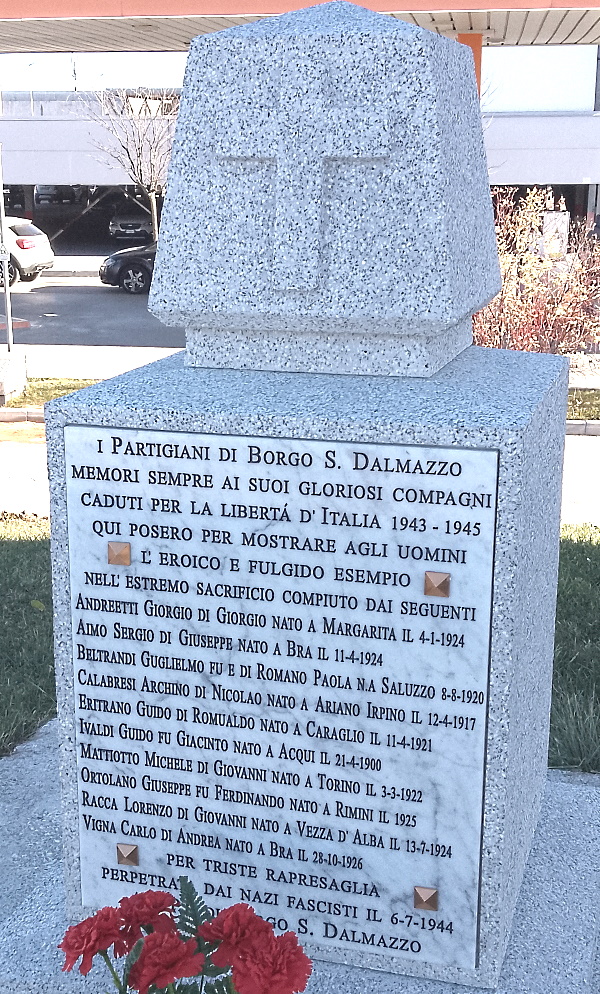 I PARTIGIANI DI BORGO S. DALMAZZO
MEMORI SEMPRE AI SUOI GLORIOSI COMPAGNI
CADUTI PER LA LIBERTÁ D'ITALIA 1943 - 1945
QUI POSERO PER MOSTRARE AGLI UOMINI
L'EROICO E FULGIDO ESEMPIO
NELL'ESTREMO SACRIFICIO COMPIUTO DAI SEGUENTI
ANDREETTI GIORGIO DI GIORGIO NATO A MARGARITA IL 4-1-1924
AIMO SERGIO DI GIUSEPPE NATO A BRA IL 11-4-1924
BELTRANDI GUGLIELMO FU E DI ROMANO PAOLA N.A SALUZZO 8-8-1920
CALABRESI ARCHINO DI NICOLAO NATO A ARIANO IRPINO IL 12-4-1917
ERITRANO GUIDO DI ROMUALDO NATO A CARAGLIO IL 11-4-1921
IVALDI GUIDO FU GIACINTO NATO A ACQUI IL 21-4-1900
MATTIOTTO MICHELE DI GIOVANNI NATO A TORINO IL 3-3-1922
ORTOLANO GIUSEPPE FU FERDINANDO NATO A RIMINI IL 1925
RACCA LORENZO DI GIOVANNI NATO A VEZZA D'ALBA IL 13-7-1924
VIGNA CARLO DI ANDREA NATO A BRA IL 28-10-1926
PER TRISTE RAPRESAGLIA
PERPETRATA DAI NAZI FASCISTI IL 6-7-1944
BORGO S. DALMAZZO